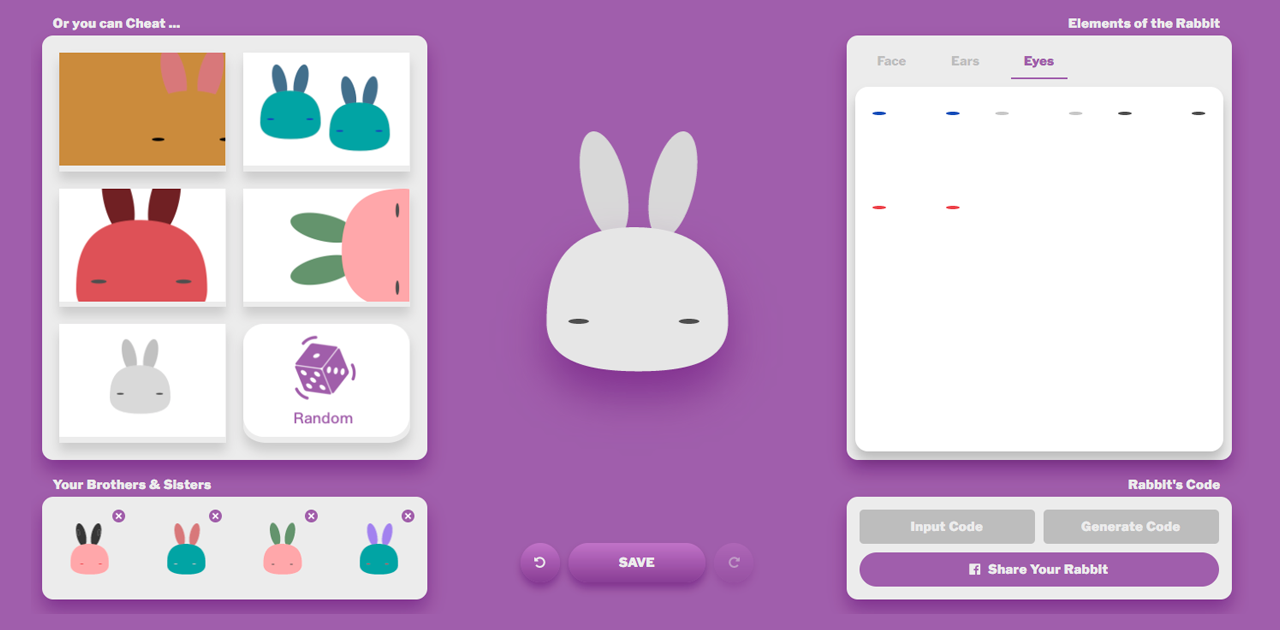 Or you can Cheat ...
Elements of the Rabbit
Face
Ears
Eyes
Random
Your Brothers & Sisters
SAVE
Rabbit's Code
Input Code
Generate Code
Share Your Rabbit